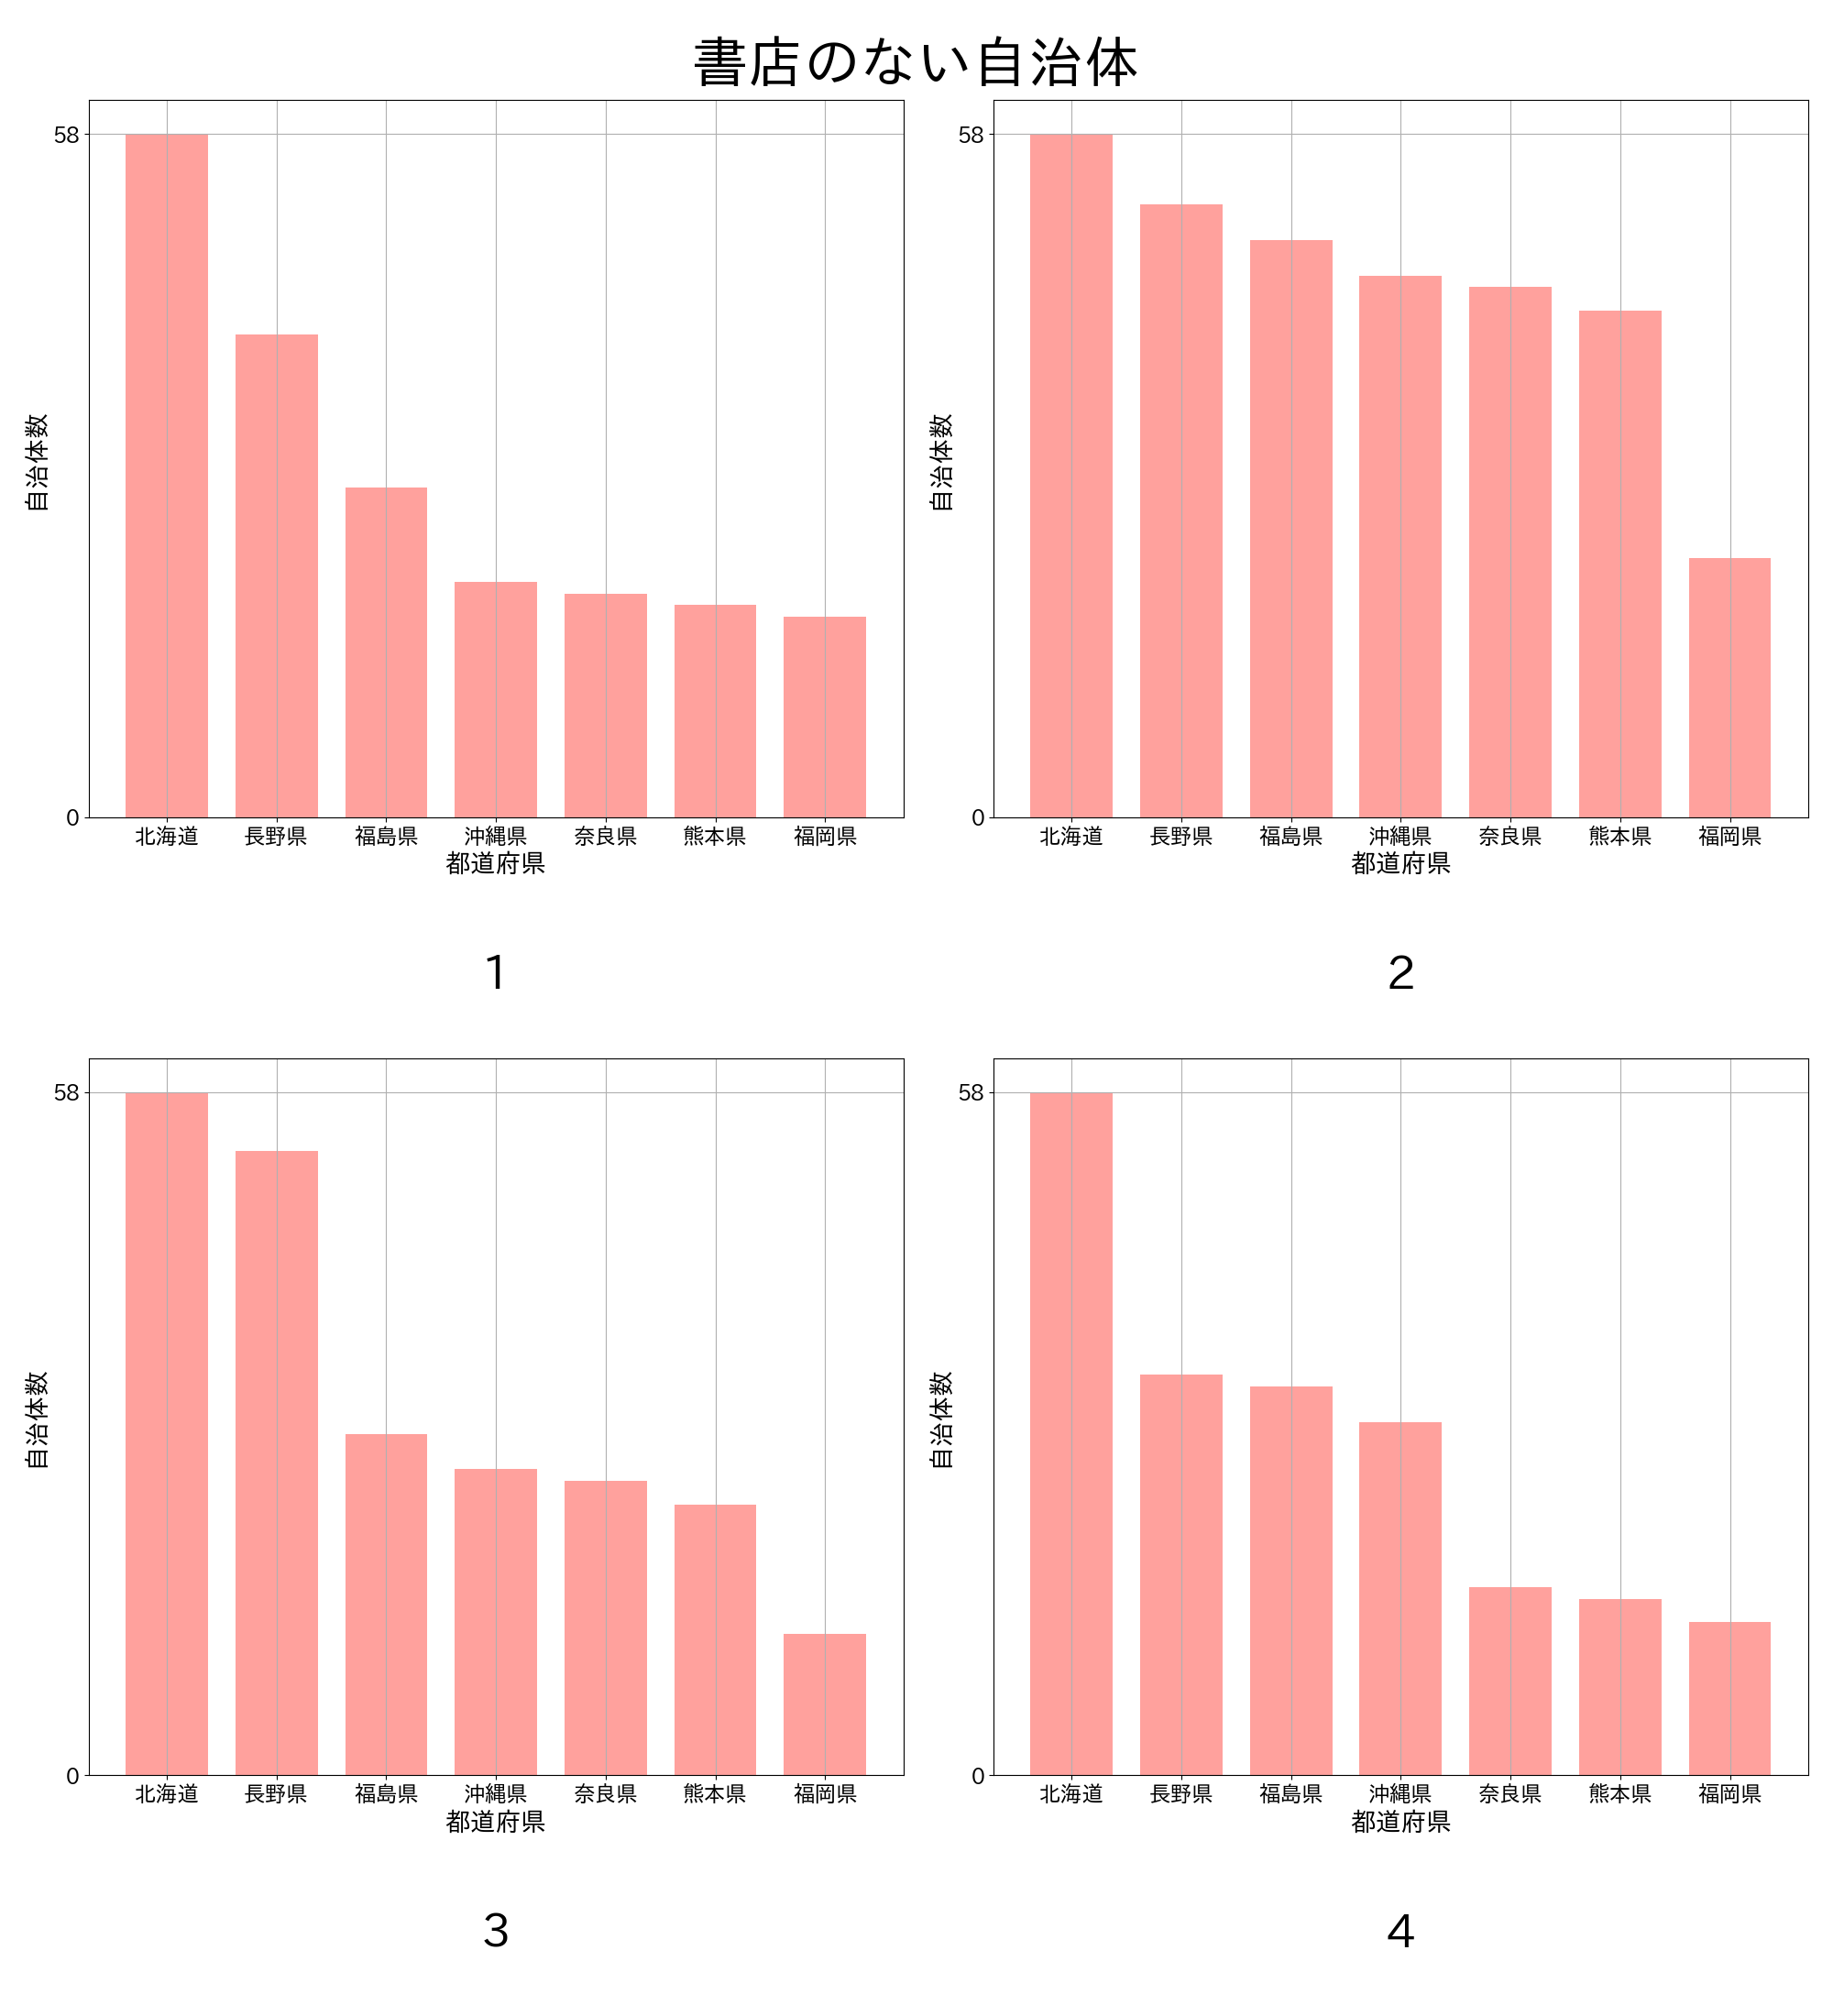 書店のない自治体
58
0
自治体数
北海道 長野県 福島県 沖縄県 奈良県 熊本県 福岡県
都道府県
1
58
0
自治体数
北海道 長野県 福島県 沖縄県 奈良県 熊本県 福岡県
都道府県
2
58
0
自治体数
北海道 長野県 福島県 沖縄県 奈良県 熊本県 福岡県
都道府県
3
58
0
自治体数
北海道 長野県 福島県 沖縄県 奈良県 熊本県 福岡県
都道府県
4